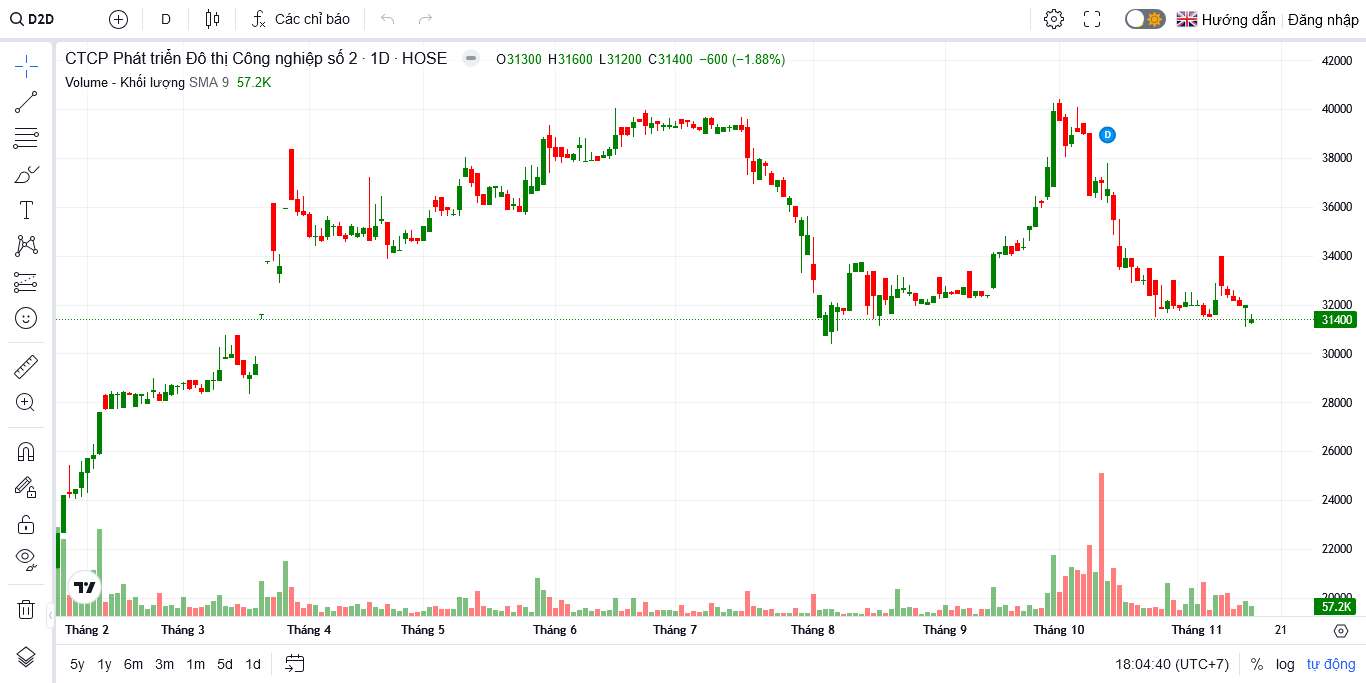 D2D D Các chỉ báo Hướng dẫn Đăng nhập
CTCP Phát triển Đô thị Công nghiệp số 2 · 1D · HOSE O31300 H31600 L31200 C31400 −600 (−1.88%)
Volume - Khối lượng SMA 9 57.2K
42000
40000
D
38000
36000
34000
32000
31400
30000
28000
26000
24000
22000
20000
57.2K
Tháng 2 Tháng 3 Tháng 4 Tháng 5 Tháng 6 Tháng 7 Tháng 8 Tháng 9 Tháng 10 Tháng 11 21
5y 1y 6m 3m 1m 5d 1d 18:04:40 (UTC+7) % log tự động